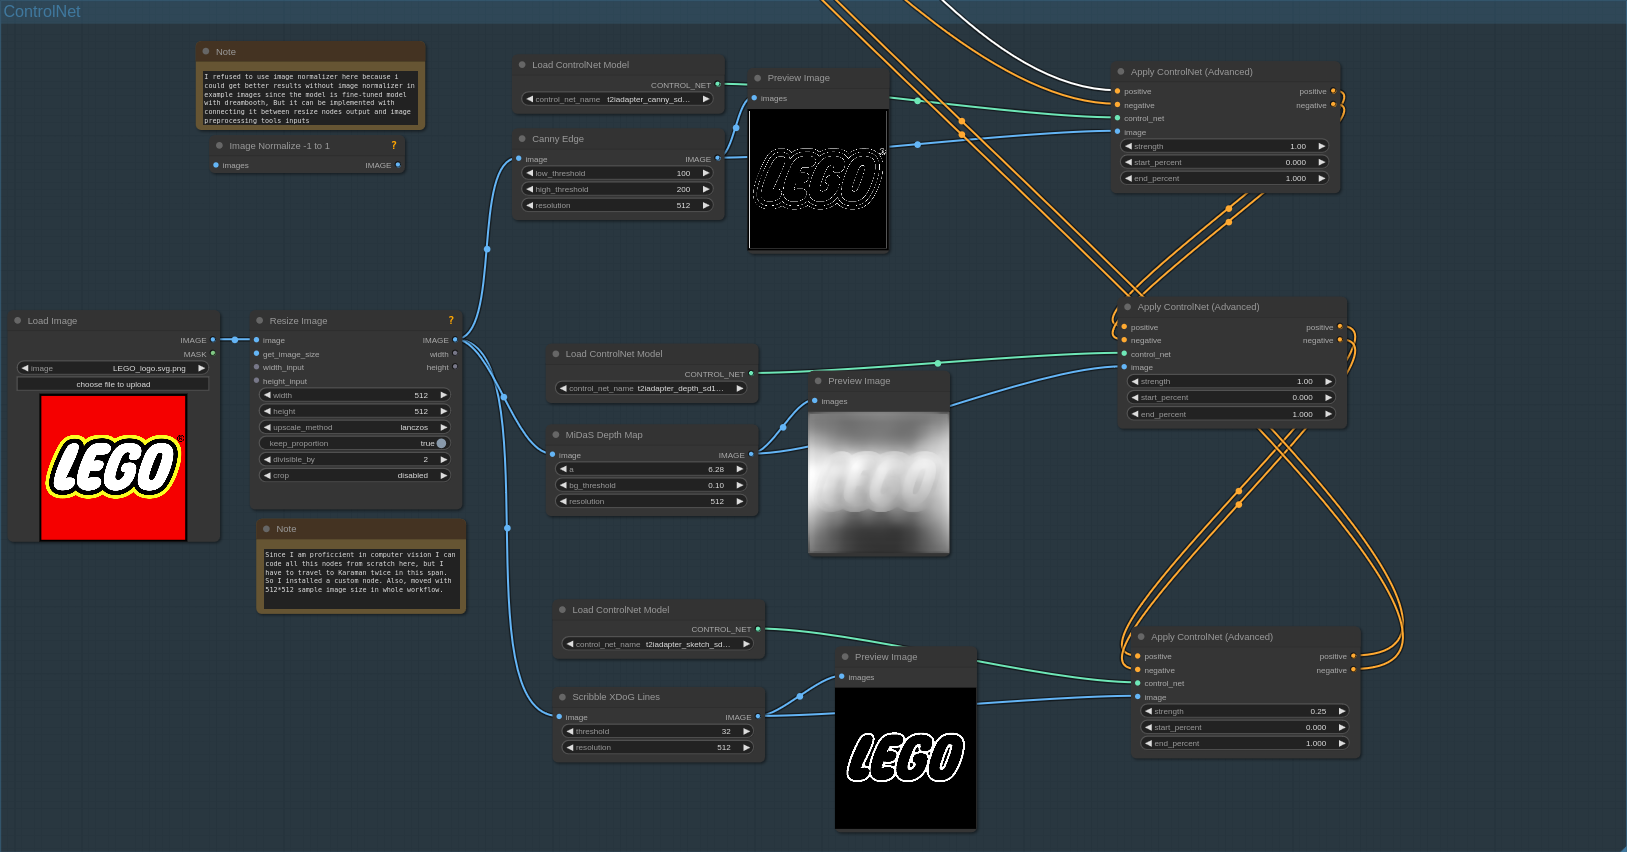 ControlNet
Note
I refused to use image normalizer here because i
could get better results without image normalizer in
example images since the model is fine-tuned model
with dreambooth, But it can be implemented with
connecting it between resize nodes output and image
preprocessing tools inputs
Image Normalize -1 to 1 ?
images IMAGE
Load ControlNet Model
CONTROL_NET
control_net_name t2iadapter_canny_sd...
Canny Edge
image IMAGE
low_threshold 100
high_threshold 200
resolution 512
Preview Image
images
LEGO
Apply ControlNet (Advanced)
positive positive
negative negative
control_net
image
strength 1.00
start_percent 0.000
end_percent 1.000
Load Image
IMAGE
MASK
image LEGO_logo.svg.png
choose file to upload
LEGO ®
Resize Image ?
image IMAGE
get_image_size width
width_input height
height_input
width 512
height 512
upscale_method lanczos
keep_proportion true
divisible_by 2
crop disabled
Note
Since I am proficcient in computer vision I can
code all this nodes from scratch here, but I
have to travel to Karaman twice in this span.
So I installed a custom node. Also, moved with
512*512 sample image size in whole workflow.
Load ControlNet Model
CONTROL_NET
control_net_name t2iadapter_depth_sd1...
MiDaS Depth Map
image IMAGE
a 6.28
bg_threshold 0.10
resolution 512
Preview Image
images
LEGO
Apply ControlNet (Advanced)
positive positive
negative negative
control_net
image
strength 1.00
start_percent 0.000
end_percent 1.000
Load ControlNet Model
CONTROL_NET
control_net_name t2iadapter_sketch_sd...
Scribble XDoG Lines
image IMAGE
threshold 32
resolution 512
Preview Image
images
LEGO
Apply ControlNet (Advanced)
positive positive
negative negative
control_net
image
strength 0.25
start_percent 0.000
end_percent 1.000